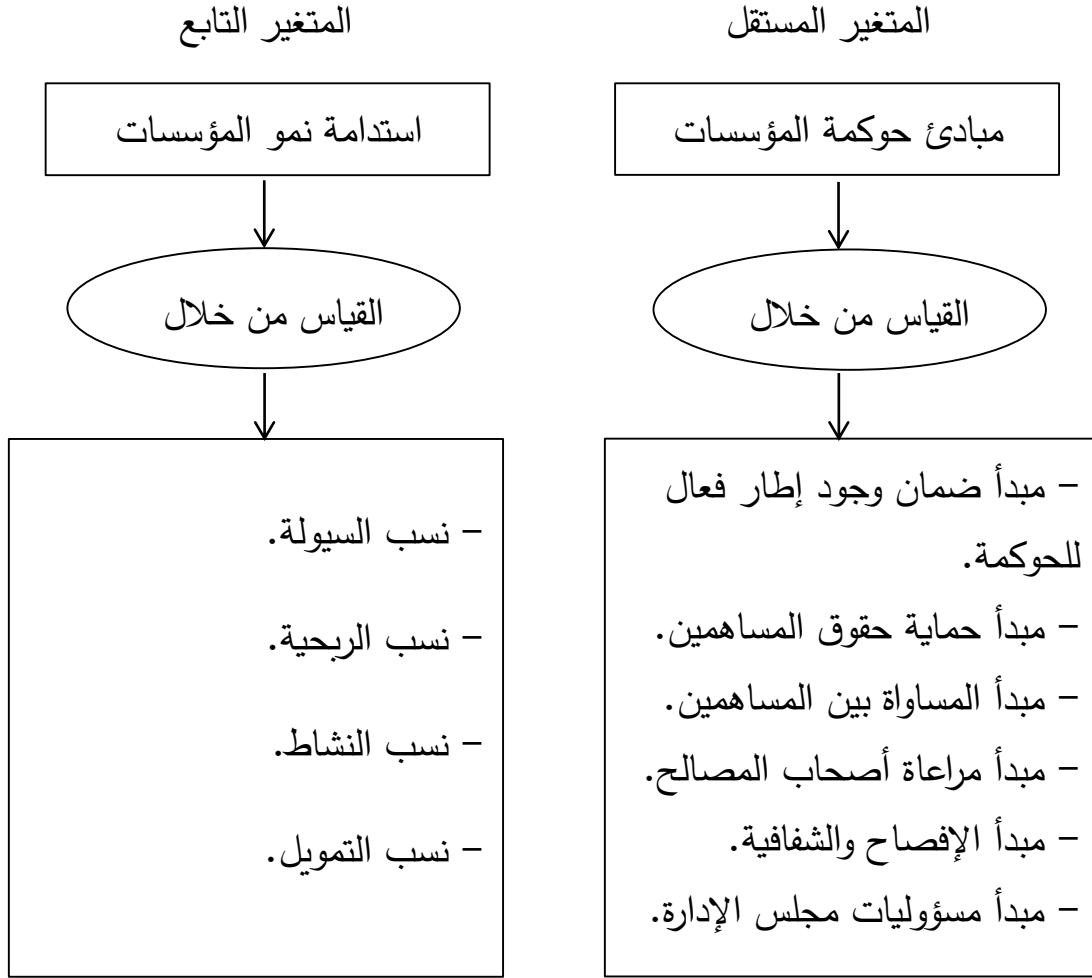 المتغير المستقل
مبادئ حوكمة المؤسسات
القياس من خلال
– مبدأ ضمان وجود إطار فعال
للحوكمة.
– مبدأ حماية حقوق المساهمين.
– مبدأ المساواة بين المساهمين.
– مبدأ مراعاة أصحاب المصالح.
– مبدأ الإفصاح والشفافية.
– مبدأ مسؤوليات مجلس الإدارة.
المتغير التابع
استدامة نمو المؤسسات
القياس من خلال
– نسب السيولة.
– نسب الربحية.
– نسب النشاط.
– نسب التمويل.